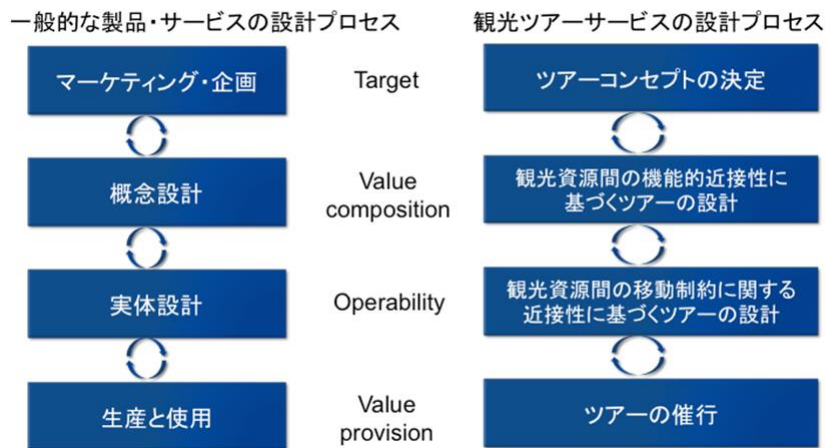 一般的な製品・サービスの設計プロセス
観光ツアーサービスの設計プロセス
マーケティング・企画
Target
ツアーコンセプトの決定
概念設計
Value
composition
観光資源間の機能的近接性に
基づくツアーの設計
実体設計
Operability
観光資源間の移動制約に関する
近接性に基づくツアーの設計
生産と使用
Value
provision
ツアーの催行